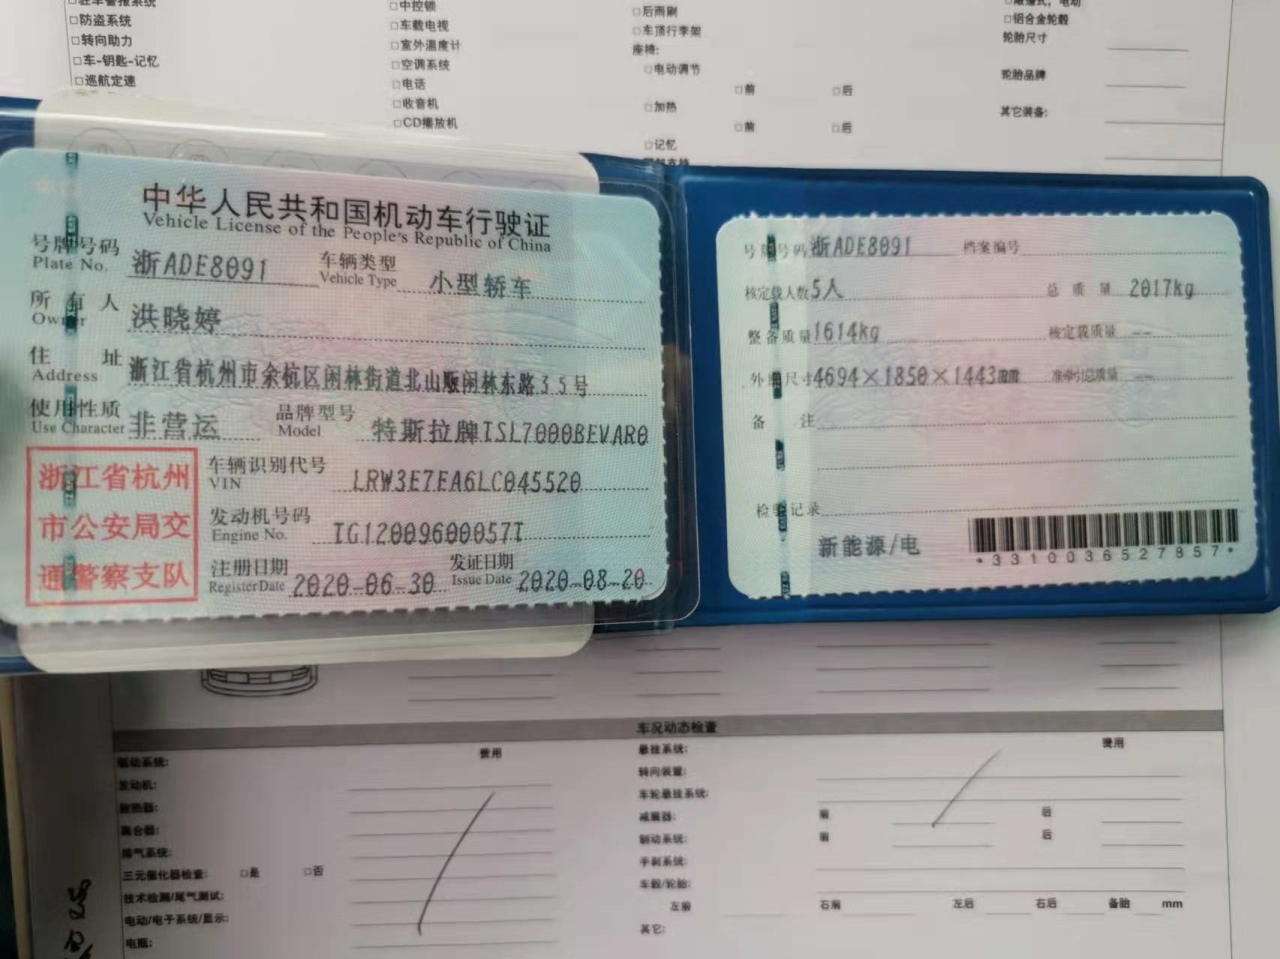 □防盗系统
□转向助力
□车-钥匙-记忆
□巡航定速
□中控锁
□车载电视
□室外温度计
□空调系统
□电话
□收音机
□CD播放机
□后雨刷
□车顶行李架
座椅:
□电动调节
□前 □后
□加热
□前 □后
□记忆
□铝合金轮毂
轮胎尺寸
轮胎品牌
其它装备:
中华人民共和国机动车行驶证
Vehicle License of the People's Republic of China
号牌号码 浙ADE8091 车辆类型 小型轿车
Plate No. Vehicle Type
所有人 洪晓婷
Owner
住址 浙江省杭州市余杭区闲林街道北山畈闲林东路35号
Address
使用性质 非营运 品牌型号 特斯拉牌TSL7000BEVAR0
Use Character Model
浙江省杭州
市公安局交
通警察支队
车辆识别代号 LRW3E7EA6LC045520
VIN
发动机号码 TG12009600057T
Engine No.
注册日期 2020-06-30 发证日期 2020-08-20
Register Date Issue Date
号牌号码 浙ADE8091 档案编号
核定载人数 5人 总质量 2017kg
整备质量 1614kg 核定载质量 --
外廓尺寸 4694×1850×1443mm 准牵引总质量 --
备注
检验记录
新能源/电
*3310036527857*
车况动态检查
驱动系统: 费用
发动机:
散热器:
离合器:
排气系统:
三元催化器检查: □是 □否
技术检测/尾气测试:
电动/电子系统/显示:
电瓶:
悬挂系统: 费用
转向装置:
车轮悬挂系统:
减震器: 前 后
制动系统: 前 后
手刹系统:
车毂/轮胎:
左前 右前 左后 右后 备胎 mm
其它: